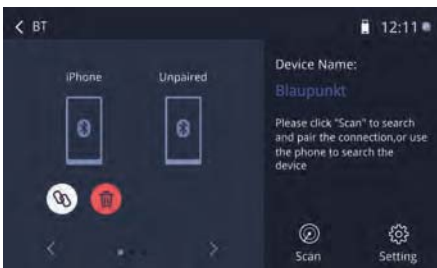 BT
12:11
iPhone
Unpaired
Device Name:
Blaupunkt
Please click "Scan" to search
and pair the connection,or use
the phone to search the
device
Scan
Setting